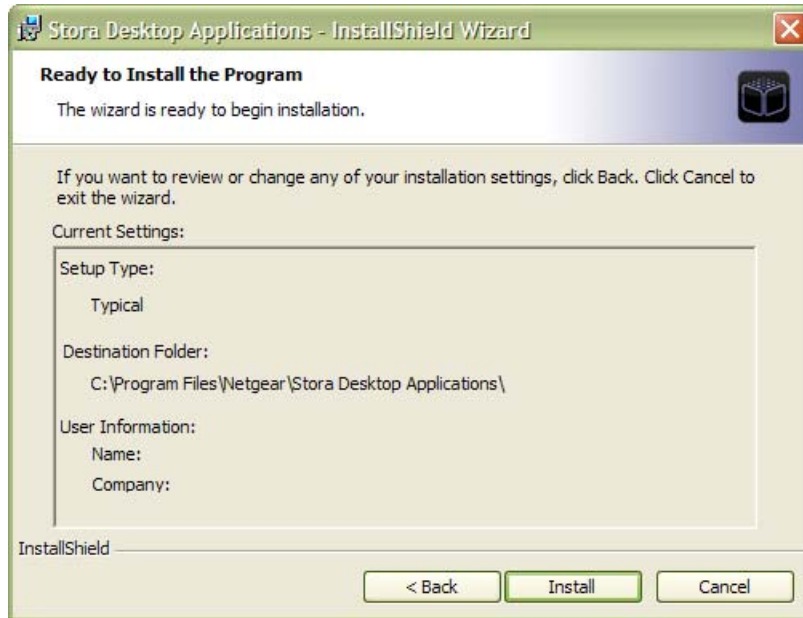 Stora Desktop Applications - InstallShield Wizard
Ready to Install the Program
The wizard is ready to begin installation.
If you want to review or change any of your installation settings, click Back. Click Cancel to
exit the wizard.
Current Settings:
Setup Type:
Typical
Destination Folder:
C:\Program Files\Netgear\Stora Desktop Applications\
User Information:
Name:
Company:
InstallShield
< Back
Install
Cancel